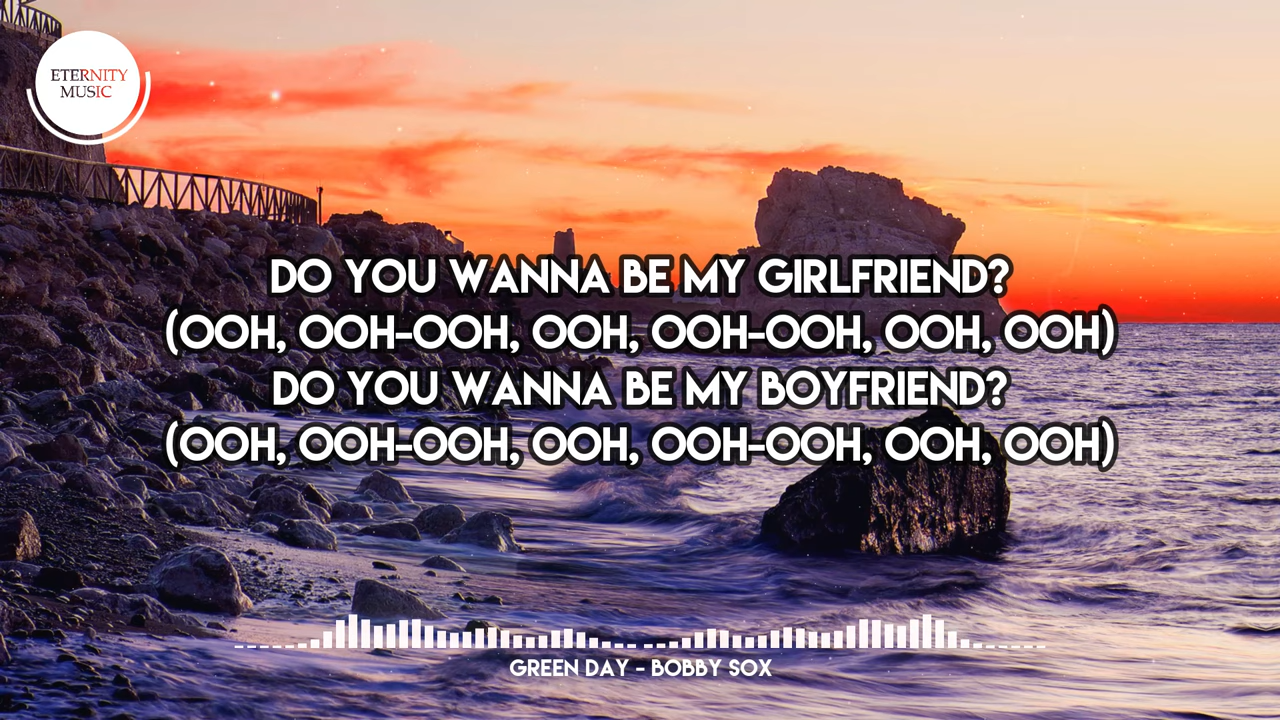 ETERNITY
MUSIC
DO YOU WANNA BE MY GIRLFRIEND?
(OOH, OOH-OOH, OOH, OOH-OOH, OOH, OOH)
DO YOU WANNA BE MY BOYFRIEND?
(OOH, OOH-OOH, OOH, OOH-OOH, OOH, OOH)
GREEN DAY - BOBBY SOX